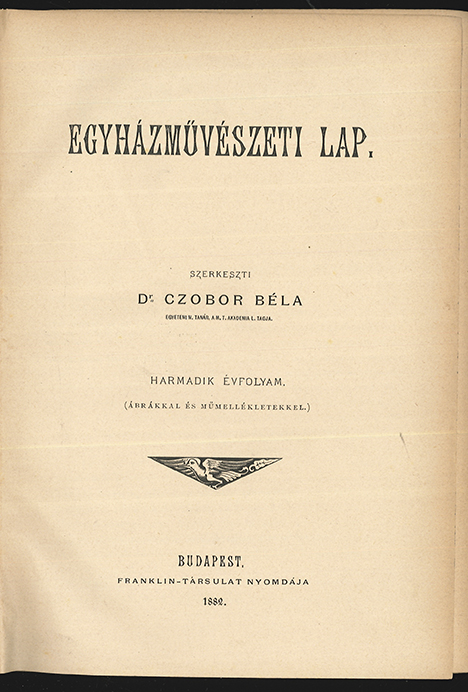 EGYHÁZMŰVÉSZETI LAP.
SZERKESZTI
Dr. CZOBOR BÉLA
EGYETEMI N. TANÁR, A M. T. AKADEMIA L. TAGJA.
HARMADIK ÉVFOLYAM.
(ÁBRÁKKAL ÉS MŰMELLÉKLETEKKEL.)
BUDAPEST,
FRANKLIN-TÁRSULAT NYOMDÁJA
1882.